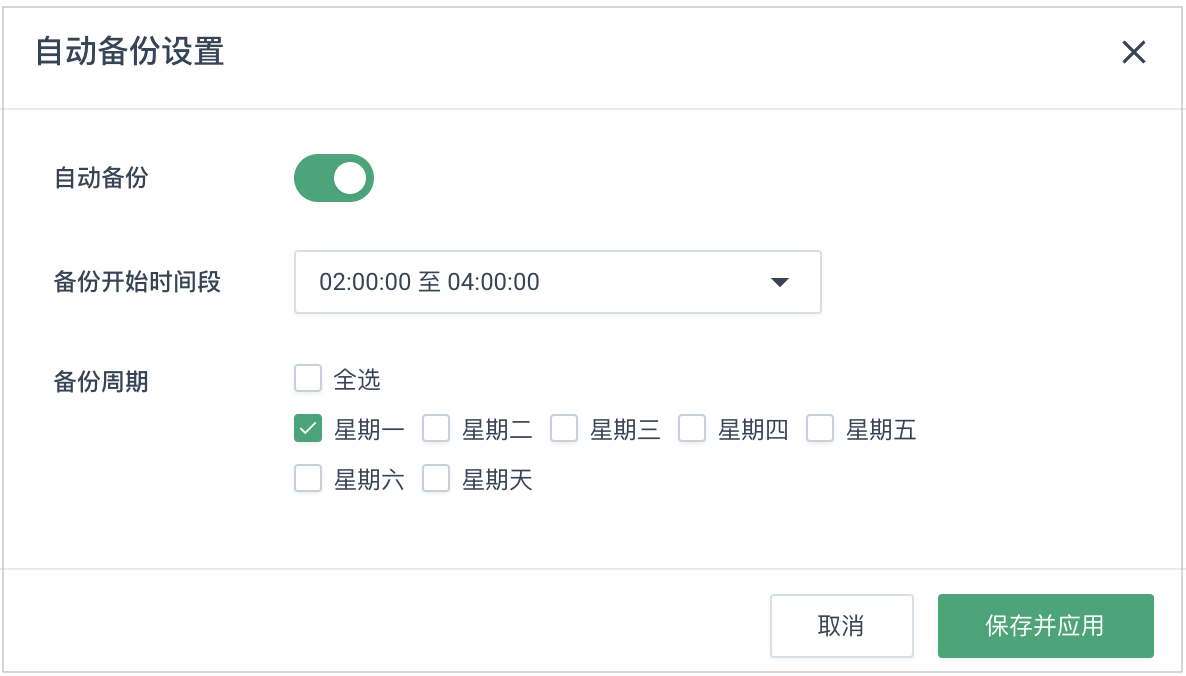 自动备份设置
自动备份
备份开始时间段
02:00:00 至 04:00:00
备份周期
全选
星期一 星期二 星期三 星期四 星期五
星期六 星期天
取消 保存并应用